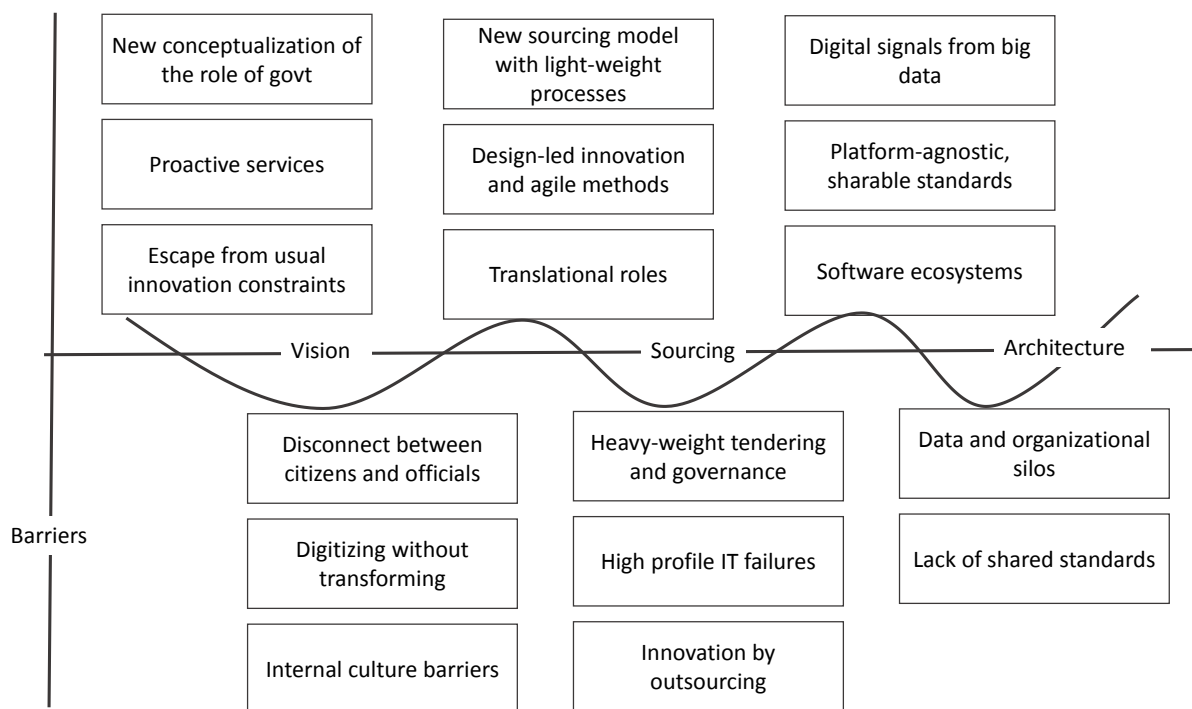 New conceptualization of
the role of govt
New sourcing model
with light-weight
processes
Digital signals from big
data
Proactive services
Design-led innovation
and agile methods
Platform-agnostic,
sharable standards
Escape from usual
innovation constraints
Translational roles
Software ecosystems
Vision
Sourcing
Architecture
Disconnect between
citizens and officials
Heavy-weight tendering
and governance
Data and organizational
silos
Barriers
Digitizing without
transforming
High profile IT failures
Lack of shared standards
Internal culture barriers
Innovation by
outsourcing